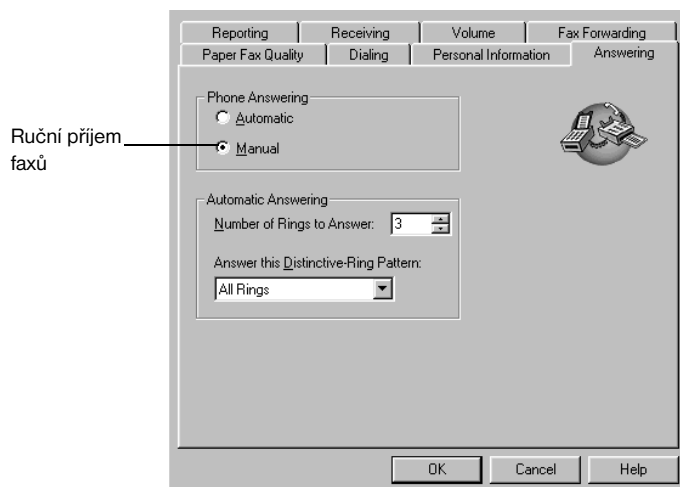 Reporting Receiving Volume Fax Forwarding
Paper Fax Quality Dialing Personal Information Answering
Phone Answering
Automatic
Ruční příjem
faxů
Manual
Automatic Answering
Number of Rings to Answer: 3
Answer this Distinctive-Ring Pattern:
All Rings
OK Cancel Help